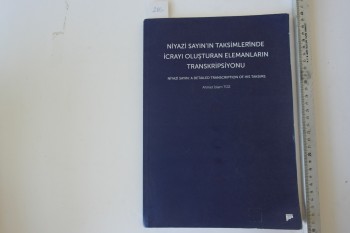 NİYAZİ SAYIN'IN TAKSİMLERİNDE
İCRAYI OLUŞTURAN ELEMANLARIN
TRANSKRİPSİYONU
NİYAZİ SAYIN: A DETAILED TRANSCRIPTION OF HIS TAKSIMS